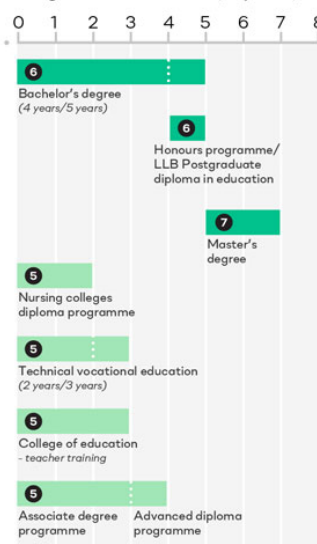 0 1 2 3 4 5 6 7 8
6
Bachelor's degree
(4 years/5 years)
6
Honours programme/
LLB Postgraduate
diploma in education
7
Master's
degree
5
Nursing colleges
diploma programme
5
Technical vocational education
(2 years/3 years)
5
College of education
- teacher training
5
Associate degree
programme
Advanced diploma
programme